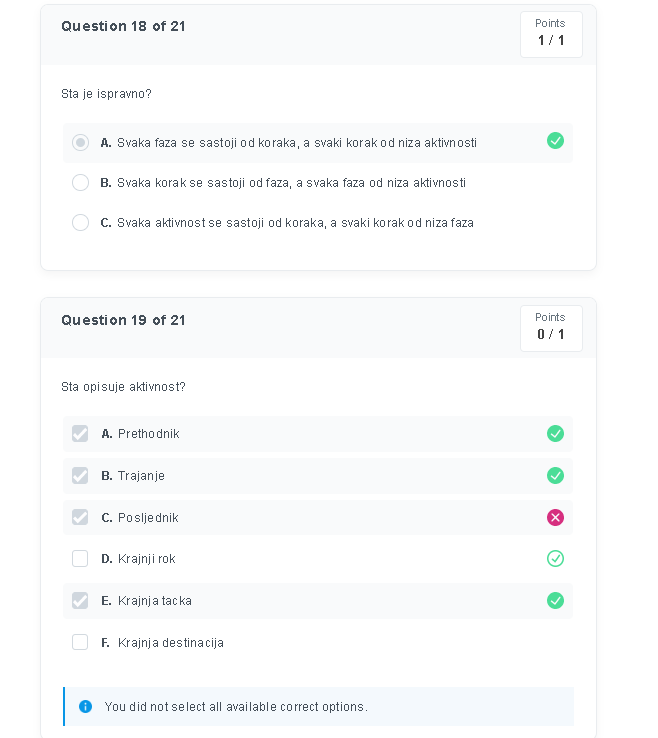 Question 18 of 21
Points
1 / 1
Sta je ispravno?
A. Svaka faza se sastoji od koraka, a svaki korak od niza aktivnosti
B. Svaka korak se sastoji od faza, a svaka faza od niza aktivnosti
C. Svaka aktivnost se sastoji od koraka, a svaki korak od niza faza
Question 19 of 21
Points
0 / 1
Sta opisuje aktivnost?
A. Prethodnik
B. Trajanje
C. Posljednik
D. Krajnji rok
E. Krajnja tacka
F. Krajnja destinacija
You did not select all available correct options.